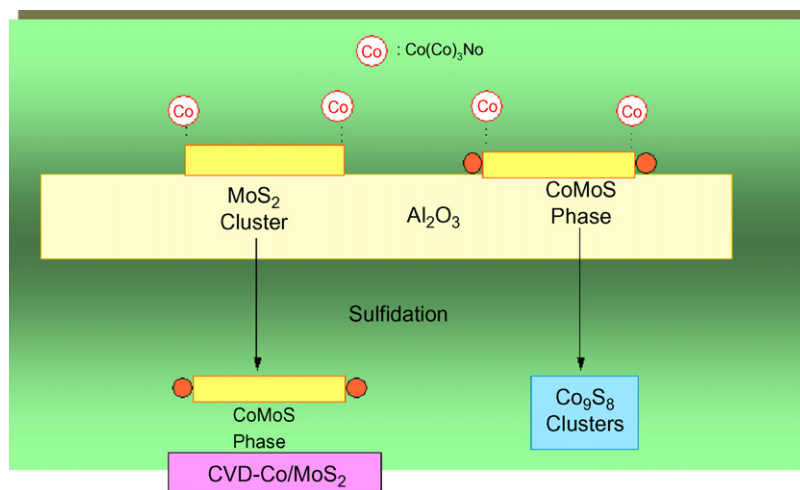 Co : Co(Co)₃No
Co Co Co Co
MoS₂
Cluster
Al₂O₃
CoMoS
Phase
Sulfidation
CoMoS
Phase
Co₉S₈
Clusters
CVD-Co/MoS₂